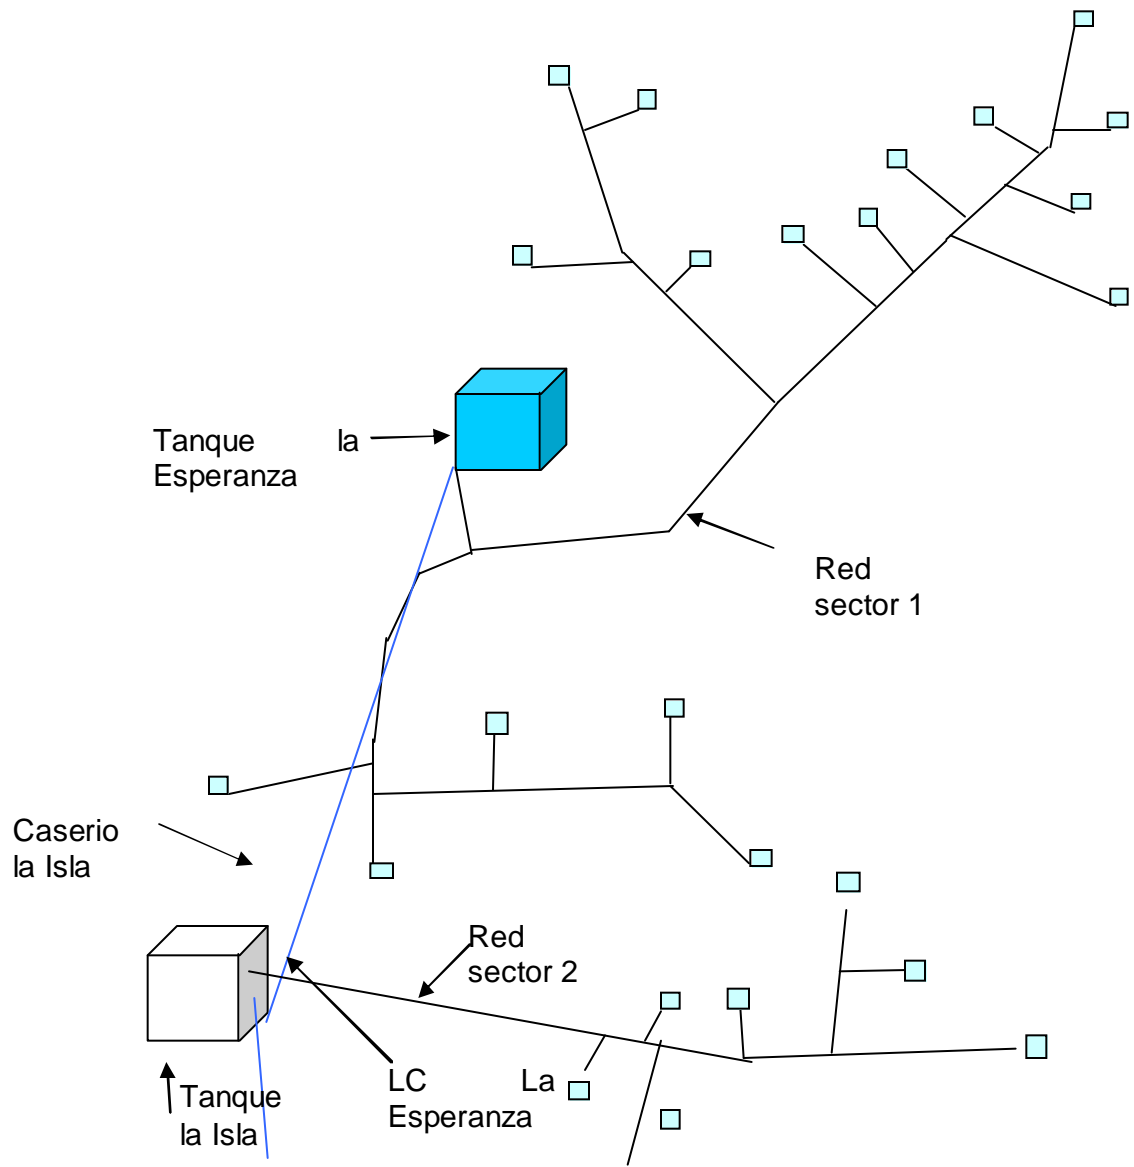 Tanque la
Esperanza
Red
sector 1
Caserio
la Isla
Red
sector 2
LC La
Esperanza
Tanque
la Isla